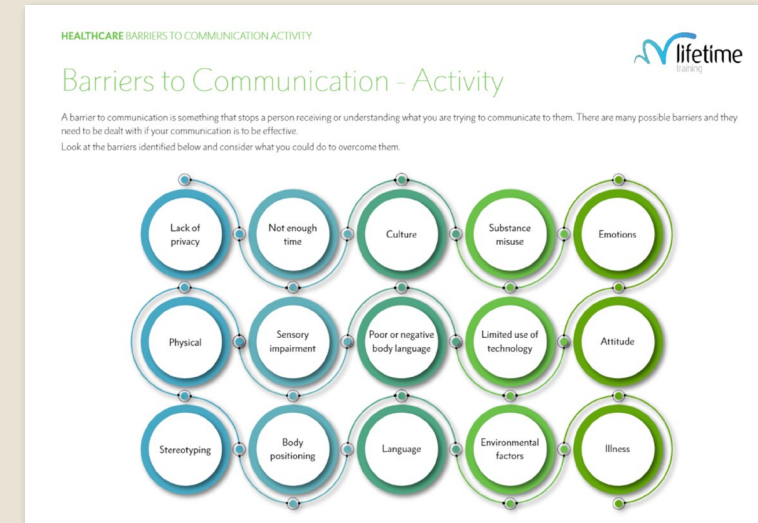 HEALTHCARE BARRIERS TO COMMUNICATION ACTIVITY
lifetime
training
Barriers to Communication - Activity
A barrier to communication is something that stops a person receiving or understanding what you are trying to communicate to them. There are many possible barriers and they
need to be dealt with if your communication is to be effective.
Look at the barriers identified below and consider what you could do to overcome them.
Lack of
privacy
Not enough
time
Culture
Substance
misuse
Emotions
Physical
Sensory
impairment
Poor or negative
body language
Limited use of
technology
Attitude
Stereotyping
Body
positioning
Language
Environmental
factors
Illness